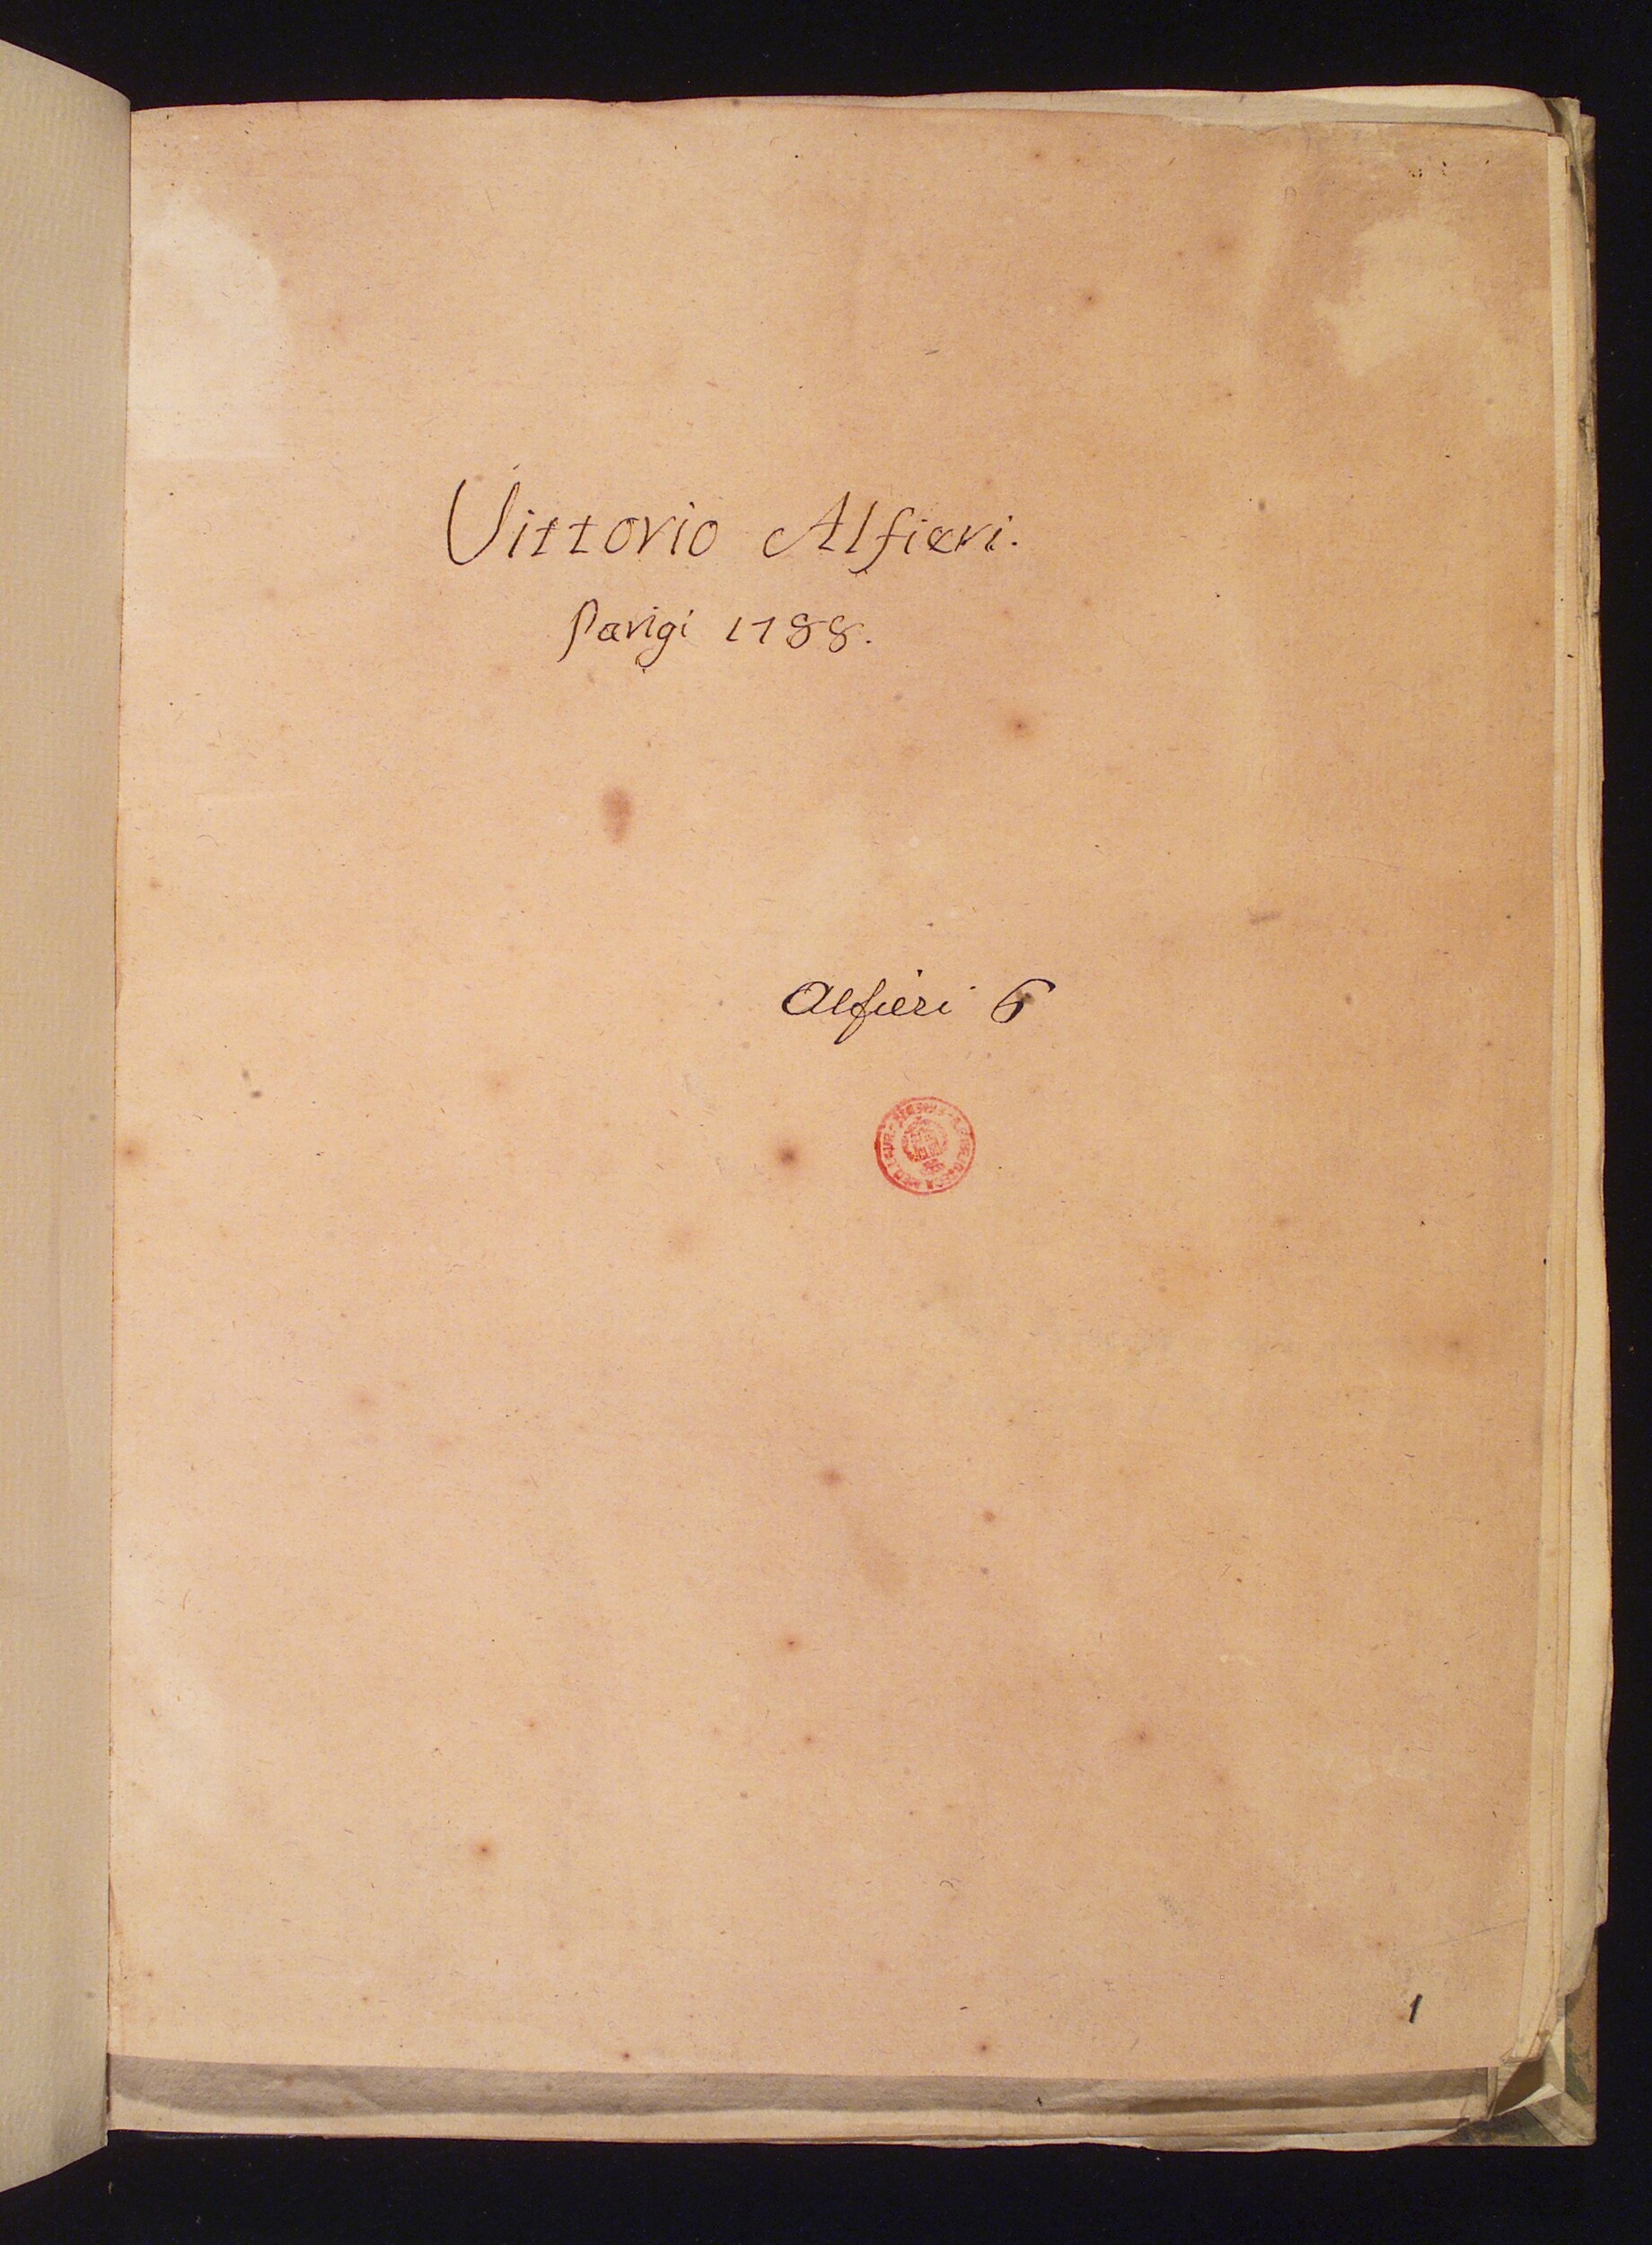 Vittorio Alfieri.
Parigi 1788.
Alfieri 6
1